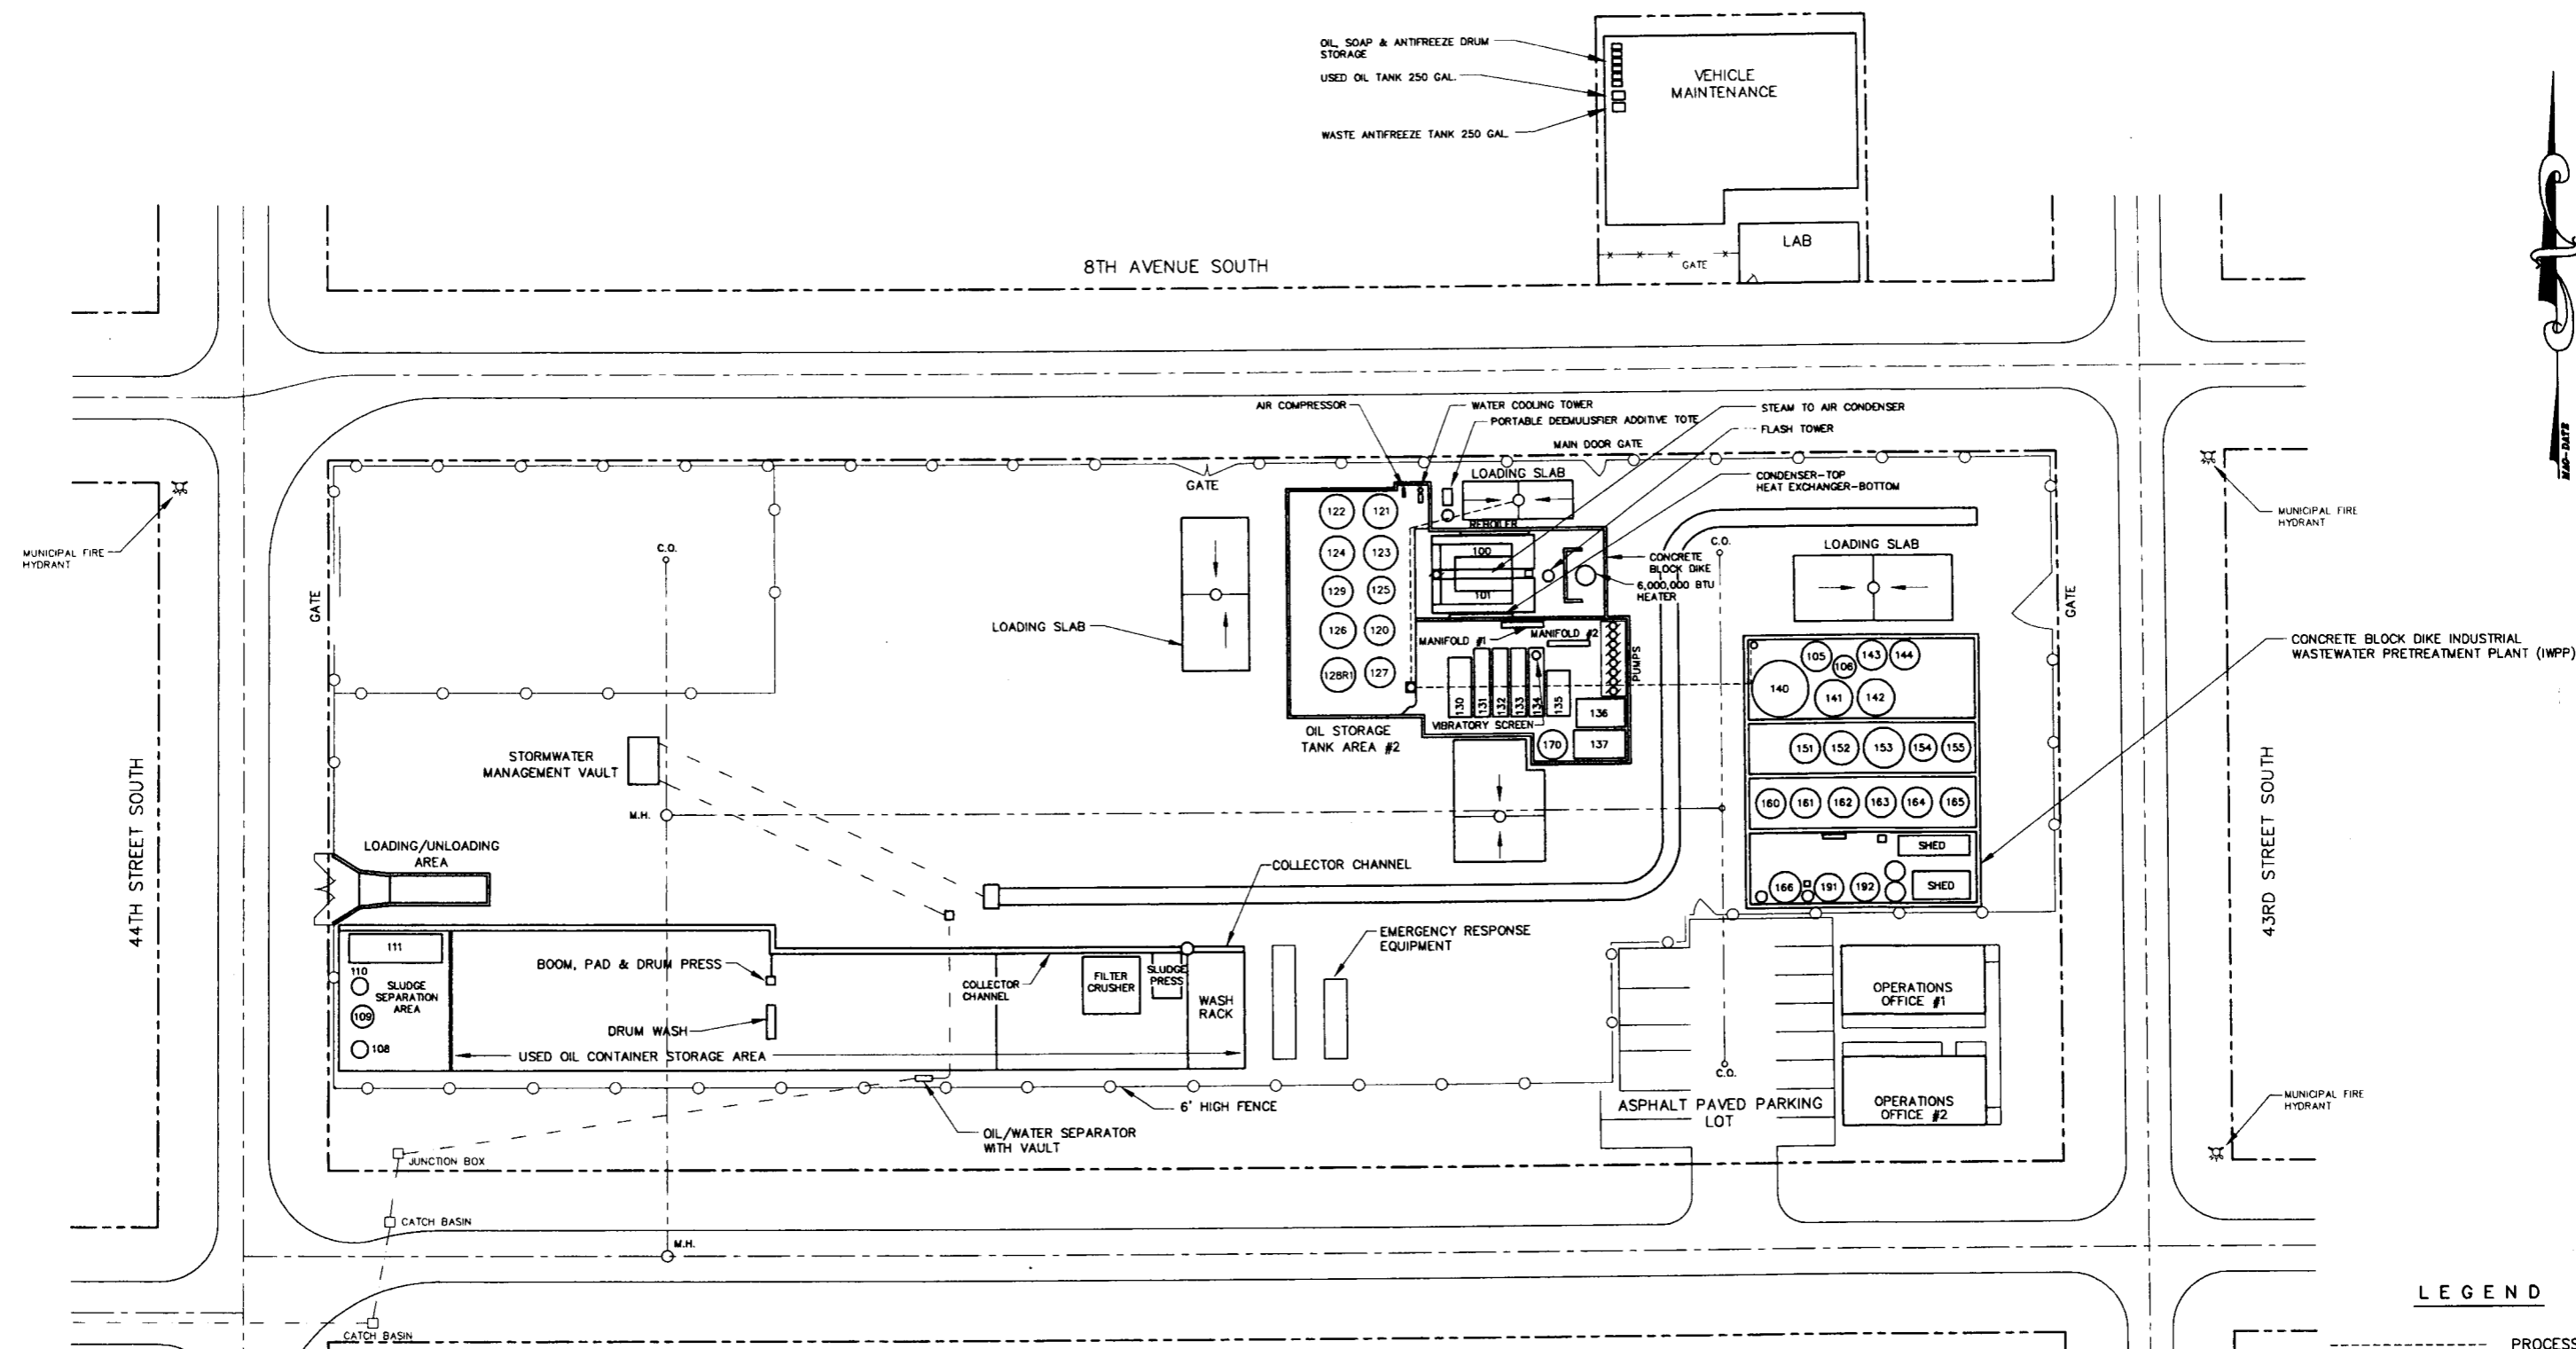 OIL, SOAP & ANTIFREEZE DRUM
STORAGE
USED OIL TANK 250 GAL.
WASTE ANTIFREEZE TANK 250 GAL.
VEHICLE
MAINTENANCE
LAB
GATE
8TH AVENUE SOUTH
MAG-DATE
AIR COMPRESSOR
WATER COOLING TOWER
PORTABLE DEEMULISFIER ADDITIVE TOTE
STEAM TO AIR CONDENSER
FLASH TOWER
MAIN DOOR GATE
CONDENSER-TOP
HEAT EXCHANGER-BOTTOM
GATE
LOADING SLAB
REBOILER
MUNICIPAL FIRE
HYDRANT
MUNICIPAL FIRE
HYDRANT
C.O.
GATE
LOADING SLAB
122
121
124
123
129
125
126
120
128R1
127
100
101
CONCRETE
BLOCK DIKE
6,000,000 BTU
HEATER
C.O.
LOADING SLAB
GATE
MANIFOLD #1
MANIFOLD #2
PUMPS
130
131
132
133
134
135
136
137
170
VIBRATORY SCREEN
OIL STORAGE
TANK AREA #2
CONCRETE BLOCK DIKE INDUSTRIAL
WASTEWATER PRETREATMENT PLANT (IWPP)
105
106
143
144
140
141
142
151
152
153
154
155
160
161
162
163
164
165
SHED
SHED
166
191
192
STORMWATER
MANAGEMENT VAULT
M.H.
44TH STREET SOUTH
43RD STREET SOUTH
LOADING/UNLOADING
AREA
COLLECTOR CHANNEL
111
110
SLUDGE
SEPARATION
AREA
109
108
BOOM, PAD & DRUM PRESS
DRUM WASH
USED OIL CONTAINER STORAGE AREA
COLLECTOR
CHANNEL
FILTER
CRUSHER
SLUDGE
PRESS
WASH
RACK
EMERGENCY RESPONSE
EQUIPMENT
OPERATIONS
OFFICE #1
OPERATIONS
OFFICE #2
C.O.
ASPHALT PAVED PARKING
LOT
6' HIGH FENCE
OIL/WATER SEPARATOR
WITH VAULT
MUNICIPAL FIRE
HYDRANT
JUNCTION BOX
CATCH BASIN
M.H.
CATCH BASIN
LEGEND
PROCESS